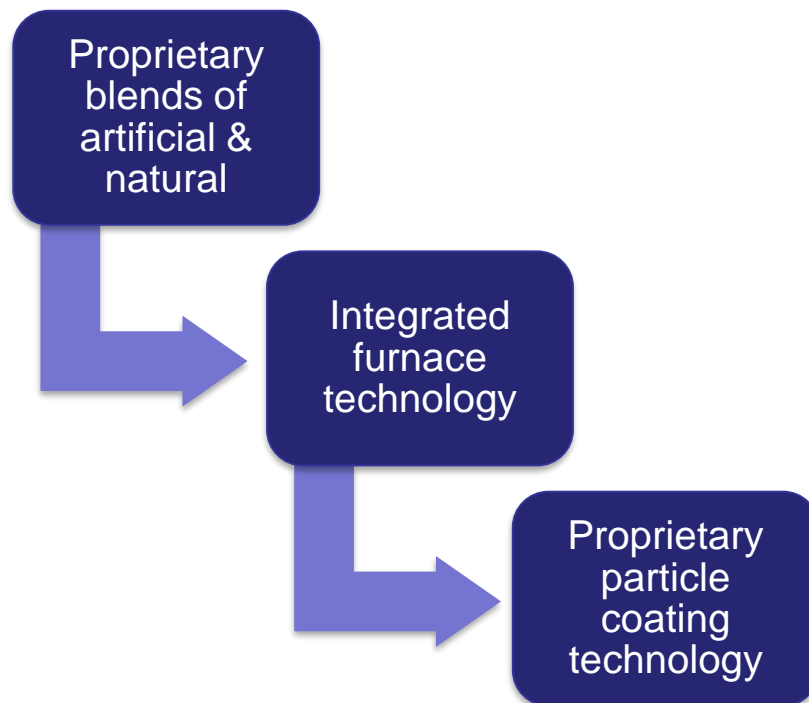 Proprietary
blends of
artificial &
natural
Integrated
furnace
technology
Proprietary
particle
coating
technology